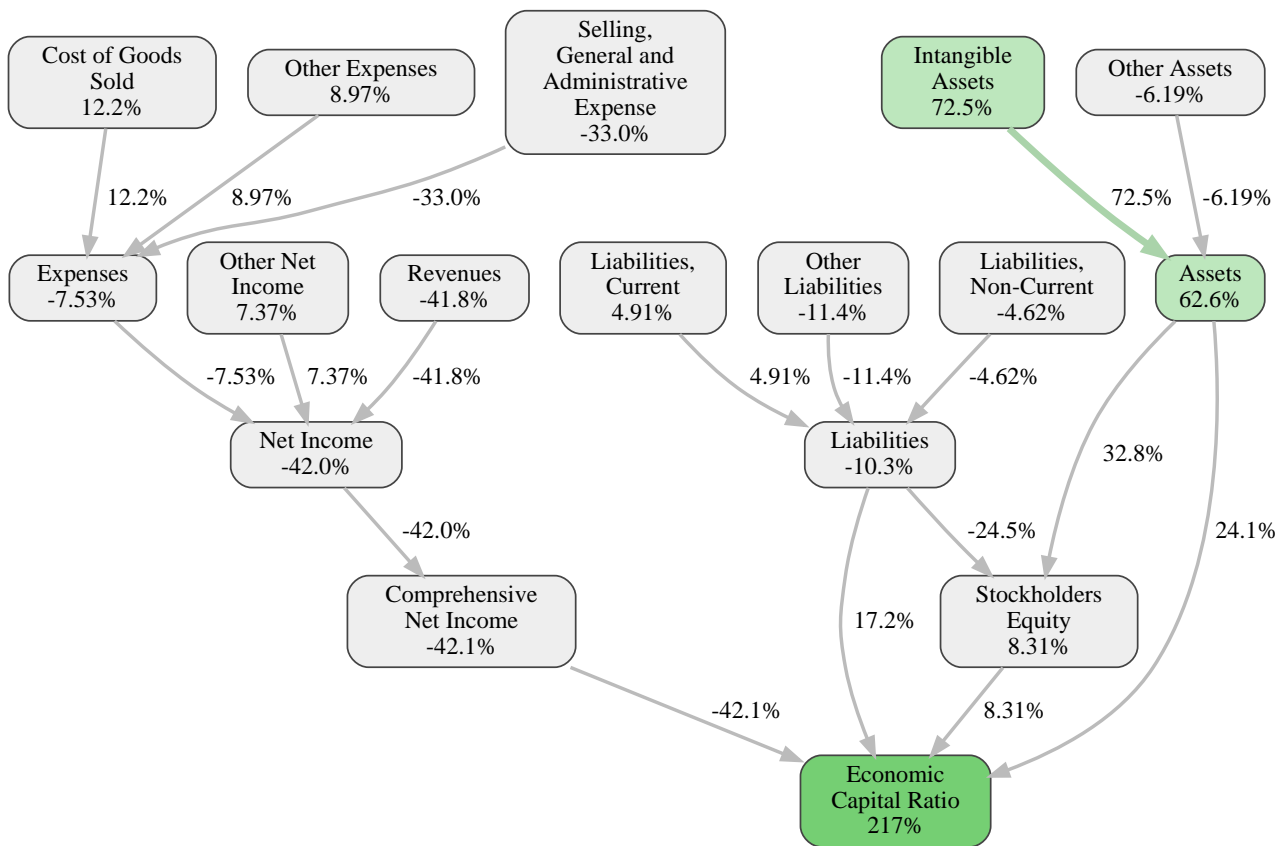 Cost of Goods
Sold
12.2%
Other Expenses
8.97%
Selling,
General and
Administrative
Expense
-33.0%
Intangible
Assets
72.5%
Other Assets
-6.19%
12.2%
8.97%
-33.0%
72.5%
-6.19%
Expenses
-7.53%
Other Net
Income
7.37%
Revenues
-41.8%
Liabilities,
Current
4.91%
Other
Liabilities
-11.4%
Liabilities,
Non-Current
-4.62%
Assets
62.6%
-7.53%
7.37%
-41.8%
4.91%
-11.4%
-4.62%
Net Income
-42.0%
Liabilities
-10.3%
32.8%
-42.0%
-24.5%
24.1%
Comprehensive
Net Income
-42.1%
17.2%
Stockholders
Equity
8.31%
-42.1%
8.31%
Economic
Capital Ratio
217%